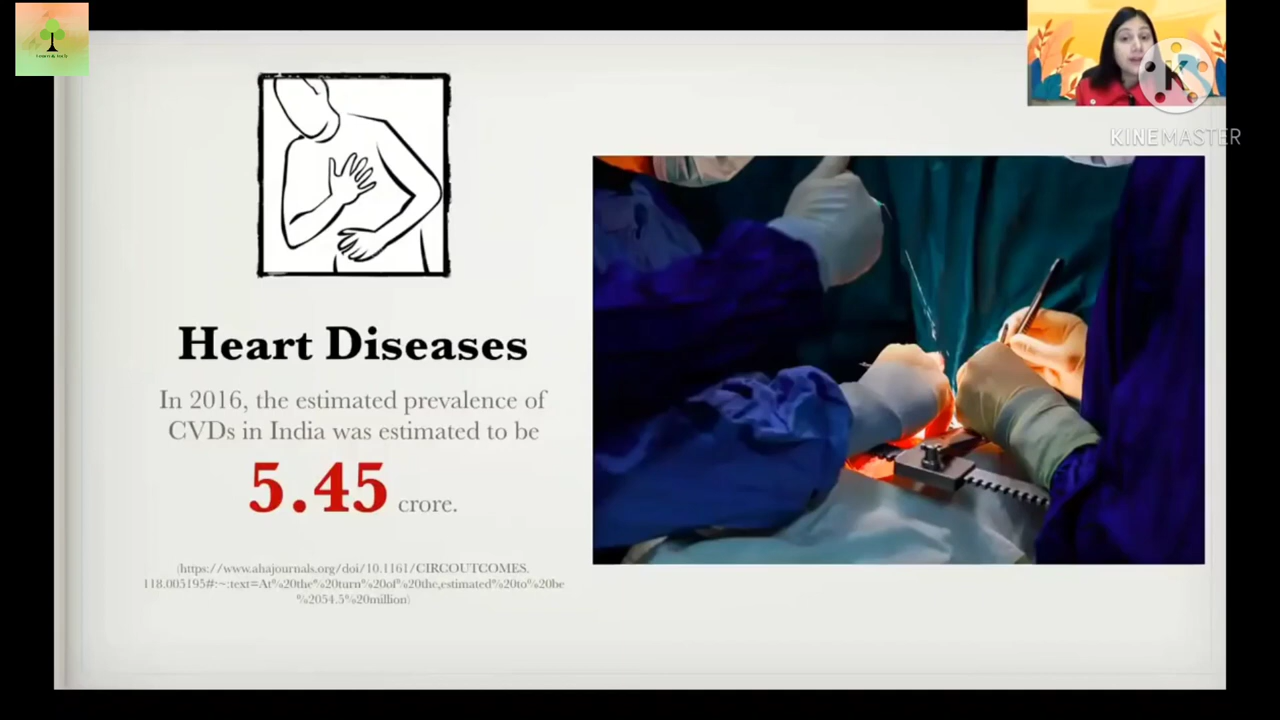 KINEMASTER
Heart Diseases
In 2016, the estimated prevalence of
CVDs in India was estimated to be
5.45 crore.
(https://www.ahajournals.org/doi/10.1161/CIRCOUTCOMES.
118.005195#:~:text=At%20the%20turn%20of%20the,estimated%20to%20be
%2054.5%20million)